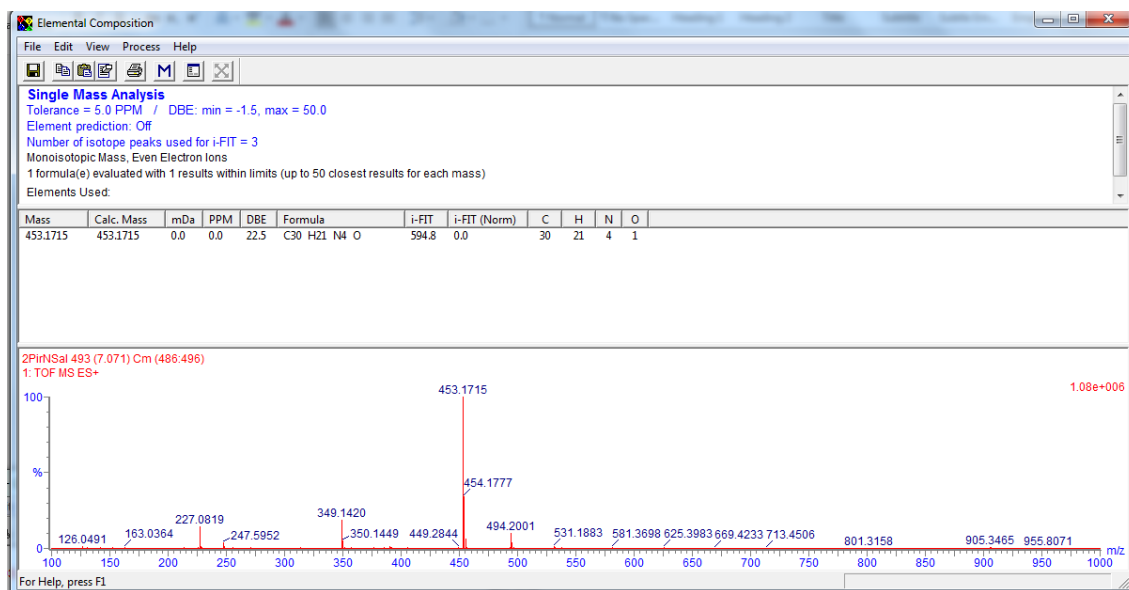 Elemental Composition
File Edit View Process Help
M
Single Mass Analysis
Tolerance = 5.0 PPM / DBE: min = -1.5, max = 50.0
Element prediction: Off
Number of isotope peaks used for i-FIT = 3
Monoisotopic Mass, Even Electron Ions
1 formula(e) evaluated with 1 results within limits (up to 50 closest results for each mass)
Elements Used:
Mass Calc. Mass mDa PPM DBE Formula i-FIT i-FIT (Norm) C H N O
453.1715 453.1715 0.0 0.0 22.5 C30 H21 N4 O 594.8 0.0 30 21 4 1
2PirNSal 493 (7.071) Cm (486:496)
1: TOF MS ES+
1.08e+006
453.1715
100
%
454.1777
349.1420
227.0819
494.2001
126.0491 163.0364 247.5952 350.1449 449.2844 531.1883 581.3698 625.3983 669.4233 713.4506 801.3158 905.3465 955.8071
0
m/z
100 150 200 250 300 350 400 450 500 550 600 650 700 750 800 850 900 950 1000
For Help, press F1